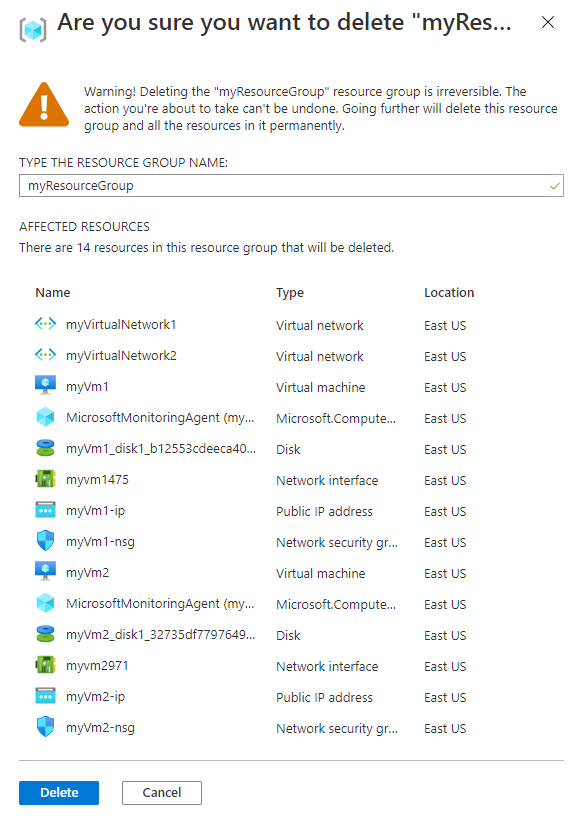 Are you sure you want to delete "myRes...
Warning! Deleting the "myResourceGroup" resource group is irreversible. The
action you're about to take can't be undone. Going further will delete this resource
group and all the resources in it permanently.
TYPE THE RESOURCE GROUP NAME:
myResourceGroup
AFFECTED RESOURCES
There are 14 resources in this resource group that will be deleted.
Name Type Location
myVirtualNetwork1 Virtual network East US
myVirtualNetwork2 Virtual network East US
myVm1 Virtual machine East US
MicrosoftMonitoringAgent (my... Microsoft.Compute... East US
myVm1_disk1_b12553cdeeca40... Disk East US
myvm1475 Network interface East US
myVm1-ip Public IP address East US
myVm1-nsg Network security gr... East US
myVm2 Virtual machine East US
MicrosoftMonitoringAgent (my... Microsoft.Compute... East US
myVm2_disk1_32735df7797649... Disk East US
myvm2971 Network interface East US
myVm2-ip Public IP address East US
myVm2-nsg Network security gr... East US
Delete Cancel